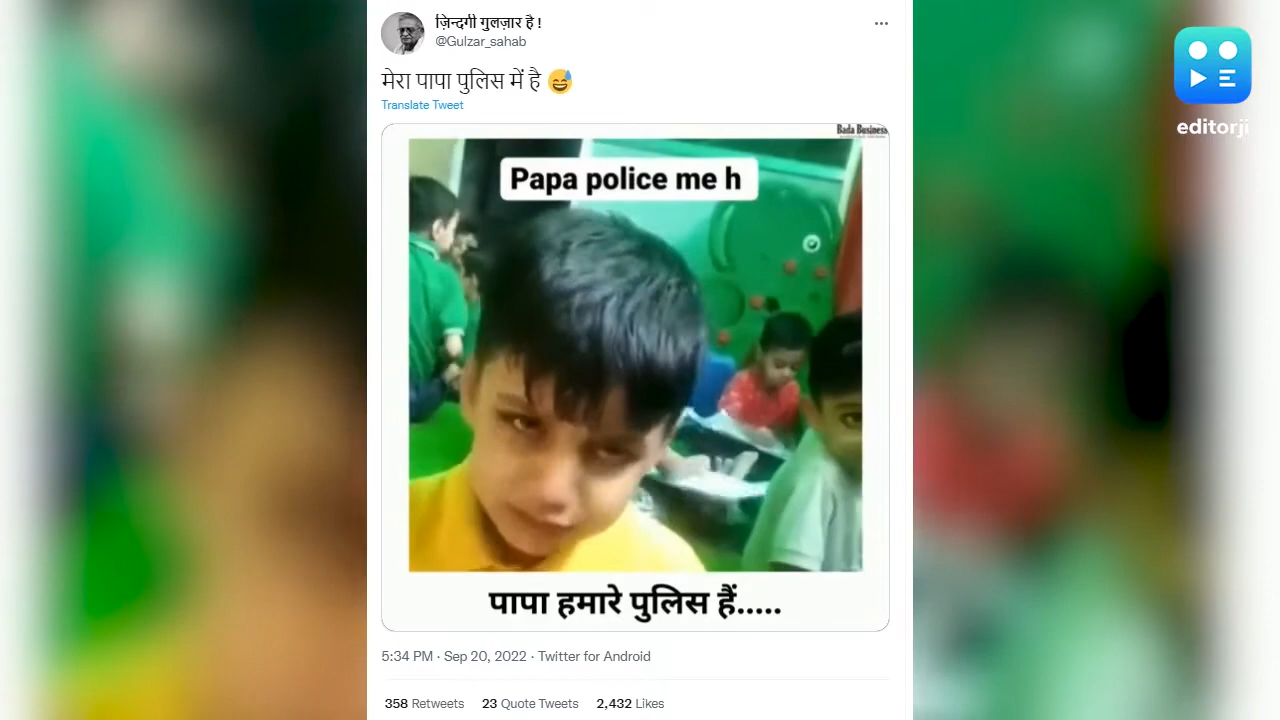 ज़िन्दगी गुलज़ार है !
@Gulzar_sahab
मेरा पापा पुलिस में है 😅
Translate Tweet
Bada Business
Papa police me h
पापा हमारे पुलिस हैं.....
5:34 PM · Sep 20, 2022 · Twitter for Android
358 Retweets 23 Quote Tweets 2,432 Likes
editorji